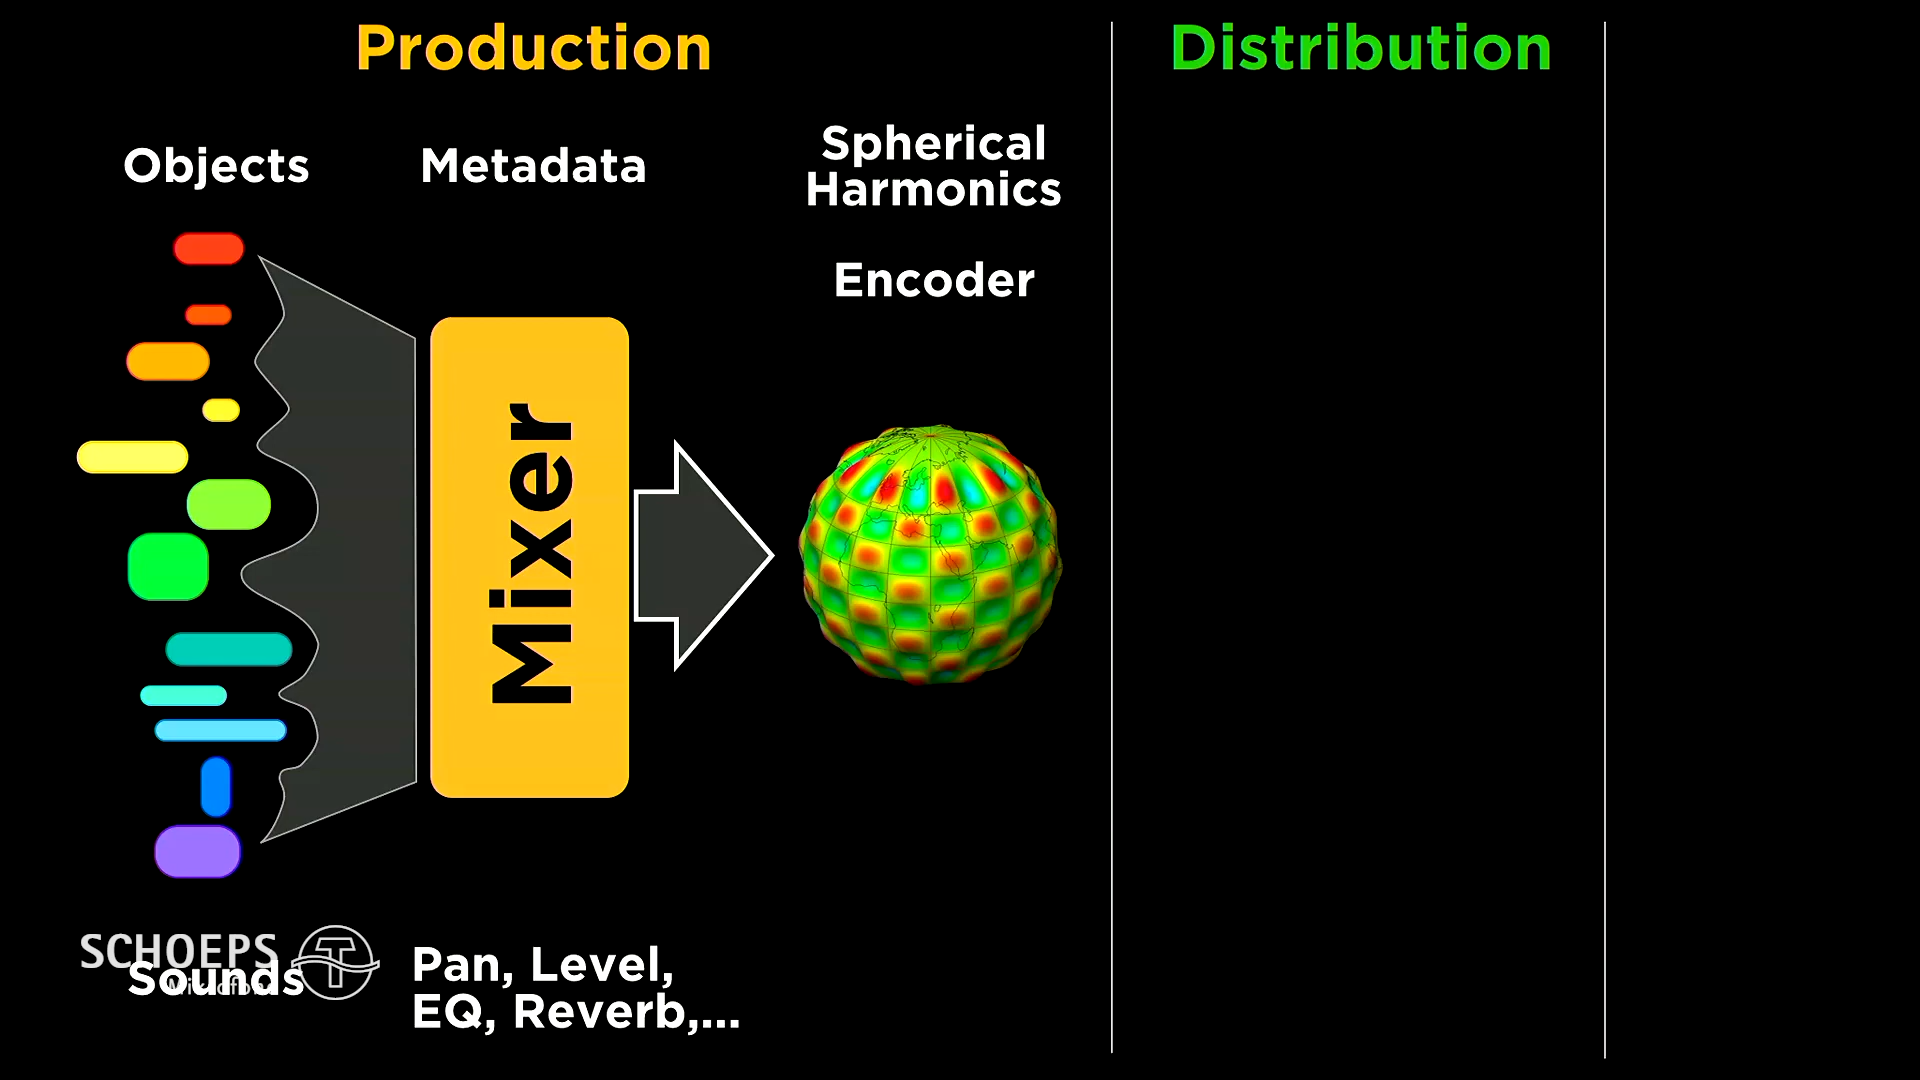 Production
Distribution
Objects
Metadata
Spherical
Harmonics
Encoder
Mixer
SCHOEPS
Sounds
Pan, Level,
EQ, Reverb,...